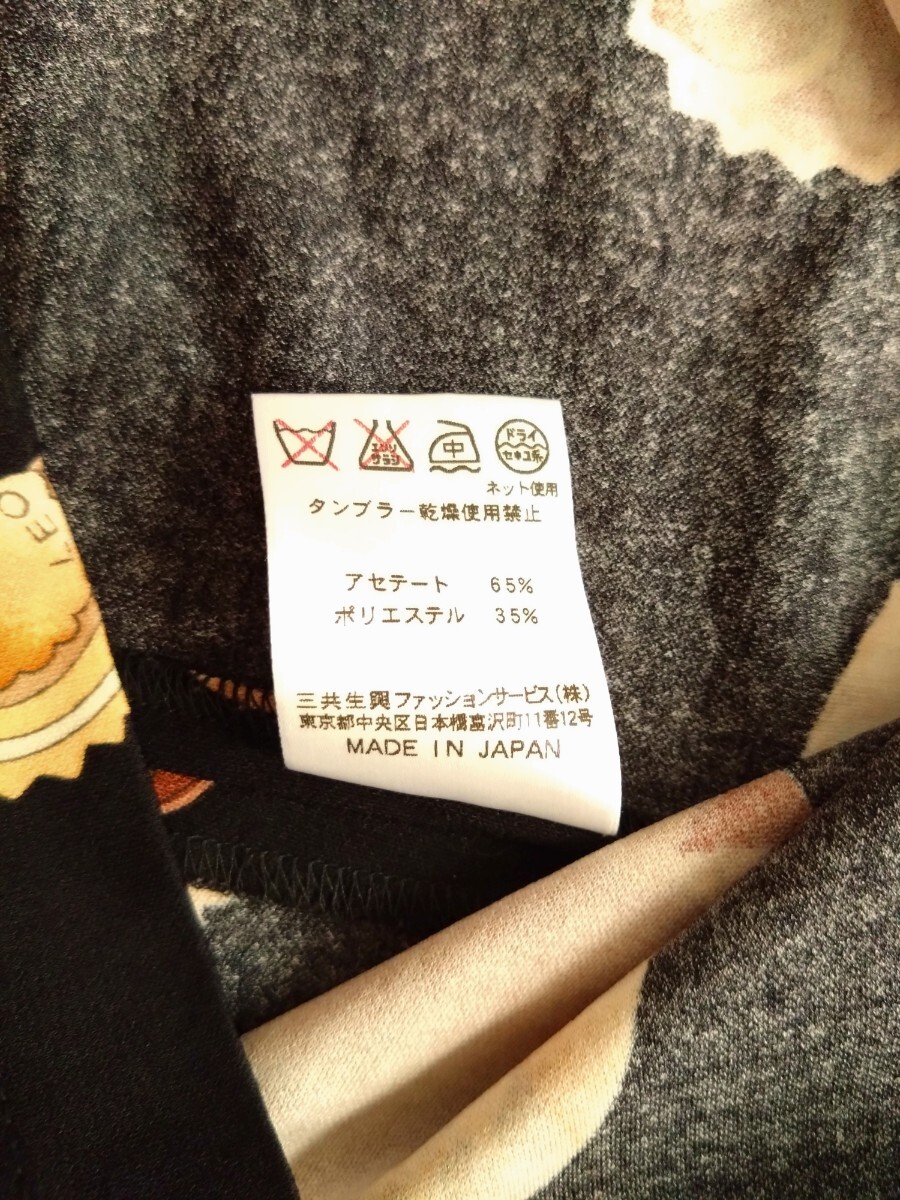 エンソ
サラシ
中
ドライ
セキユ系
ネット使用
タンブラー乾燥使用禁止
アセテート 65%
ポリエステル 35%
三共生興ファッションサービス(株)
東京都中央区日本橋富沢町11番12号
MADE IN JAPAN
LEO